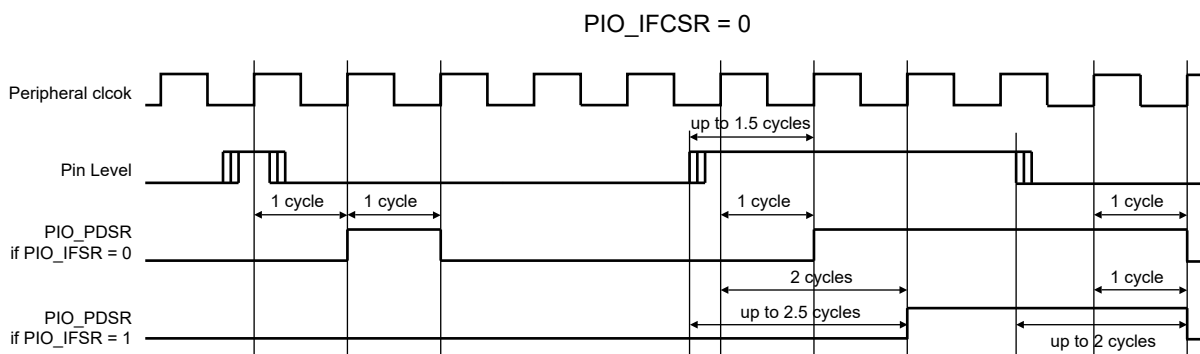 PIO_IFCSR = 0
Peripheral clcok
up to 1.5 cycles
Pin Level
1 cycle
1 cycle
1 cycle
1 cycle
PIO_PDSR
if PIO_IFSR = 0
2 cycles
1 cycle
up to 2.5 cycles
PIO_PDSR
if PIO_IFSR = 1
up to 2 cycles